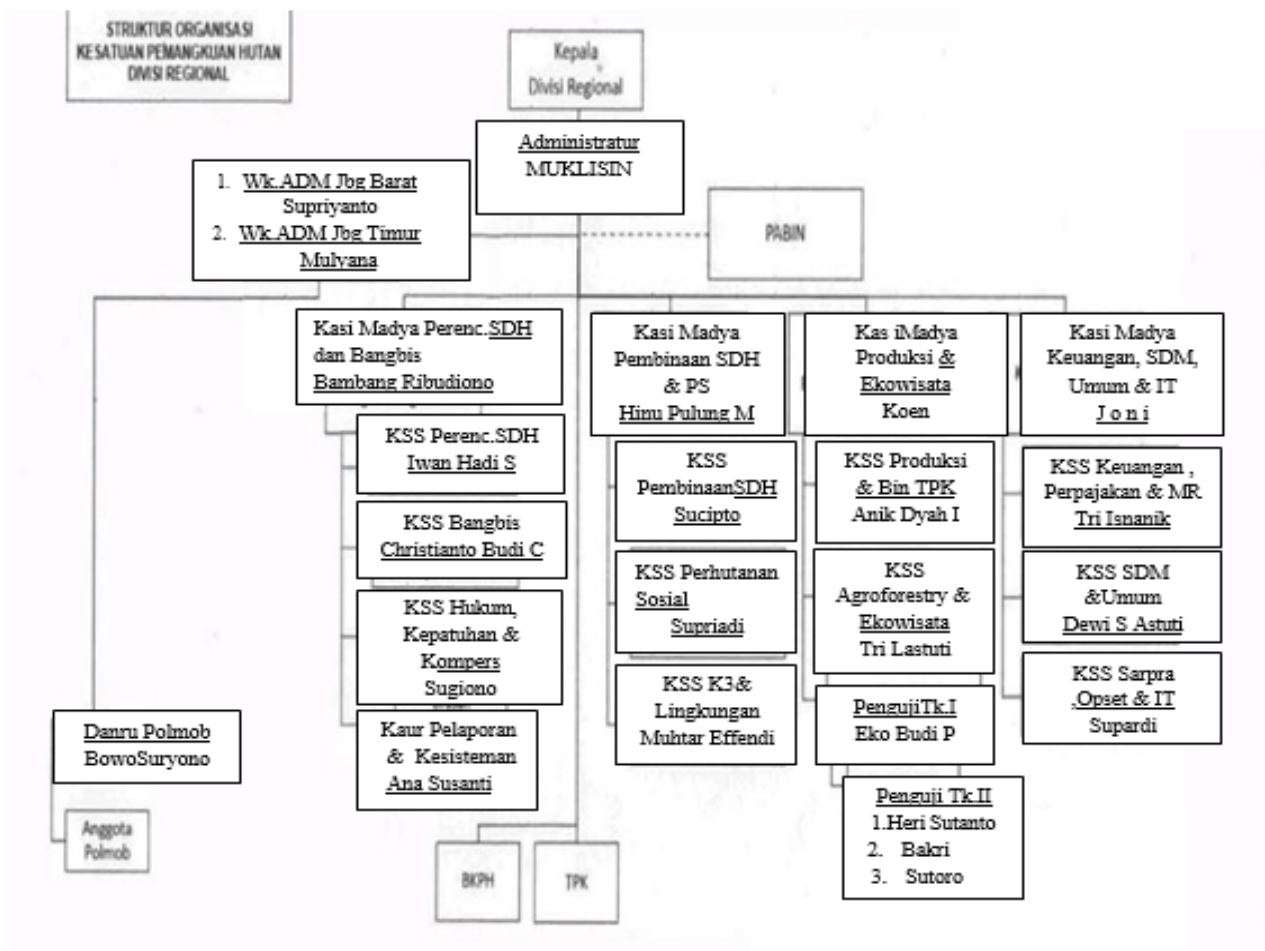 STRUKTUR ORGANISASI
KESATUAN PEMANGKUAN HUTAN
DIVISI REGIONAL
Kepala
Divisi Regional
Administratur
MUKLISIN
1. Wk.ADM Jbg Barat
Supriyanto
2. Wk.ADM Jbg Timur
Mulyana
PABIN
Kasi Madya Perenc.SDH
dan Bangbis
Bambang Ribudiono
Kasi Madya
Pembinaan SDH
& PS
Hinu Pulung M
Kas iMadya
Produksi &
Ekowisata
Koen
Kasi Madya
Keuangan, SDM,
Umum & IT
J o n i
KSS Perenc.SDH
Iwan Hadi S
KSS Bangbis
Christianto Budi C
KSS Hukum,
Kepatuhan &
Kompers
Sugiono
Kaur Pelaporan
& Kesisteman
Ana Susanti
KSS
PembinaanSDH
Sucipto
KSS Perhutanan
Sosial
Supriadi
KSS K3&
Lingkungan
Muhtar Effendi
KSS Produksi
& Bin TPK
Anik Dyah I
KSS
Agroforestry &
Ekowisata
Tri Lastuti
PengujiTk.I
Eko Budi P
Penguji Tk.II
1.Heri Sutanto
2. Bakri
3. Sutoro
KSS Keuangan ,
Perpajakan & MR
Tri Isnanik
KSS SDM
&Umum
Dewi S Astuti
KSS Sarpra
,Opset & IT
Supardi
Danru Polmob
BowoSuryono
Anggota
Polmob
BKPH
TPK